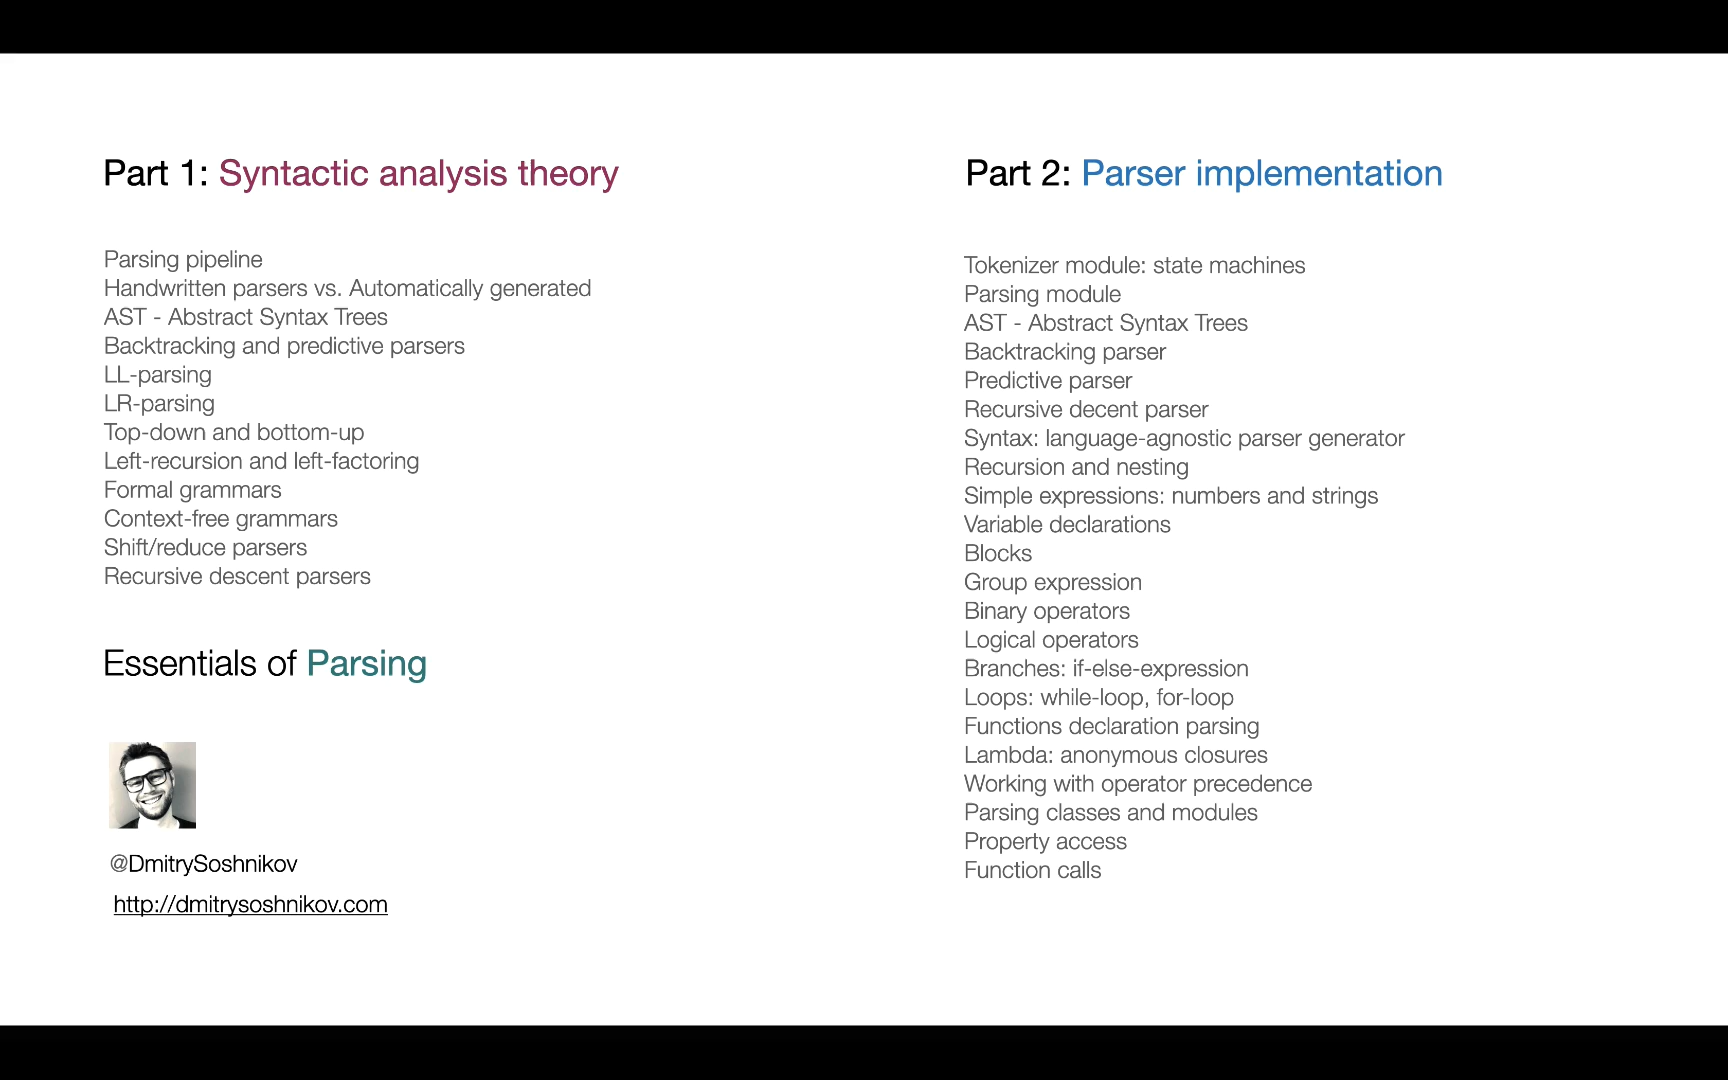 Part 1: Syntactic analysis theory
Parsing pipeline
Handwritten parsers vs. Automatically generated
AST - Abstract Syntax Trees
Backtracking and predictive parsers
LL-parsing
LR-parsing
Top-down and bottom-up
Left-recursion and left-factoring
Formal grammars
Context-free grammars
Shift/reduce parsers
Recursive descent parsers
Essentials of Parsing
@DmitrySoshnikov
http://dmitrysoshnikov.com
Part 2: Parser implementation
Tokenizer module: state machines
Parsing module
AST - Abstract Syntax Trees
Backtracking parser
Predictive parser
Recursive decent parser
Syntax: language-agnostic parser generator
Recursion and nesting
Simple expressions: numbers and strings
Variable declarations
Blocks
Group expression
Binary operators
Logical operators
Branches: if-else-expression
Loops: while-loop, for-loop
Functions declaration parsing
Lambda: anonymous closures
Working with operator precedence
Parsing classes and modules
Property access
Function calls